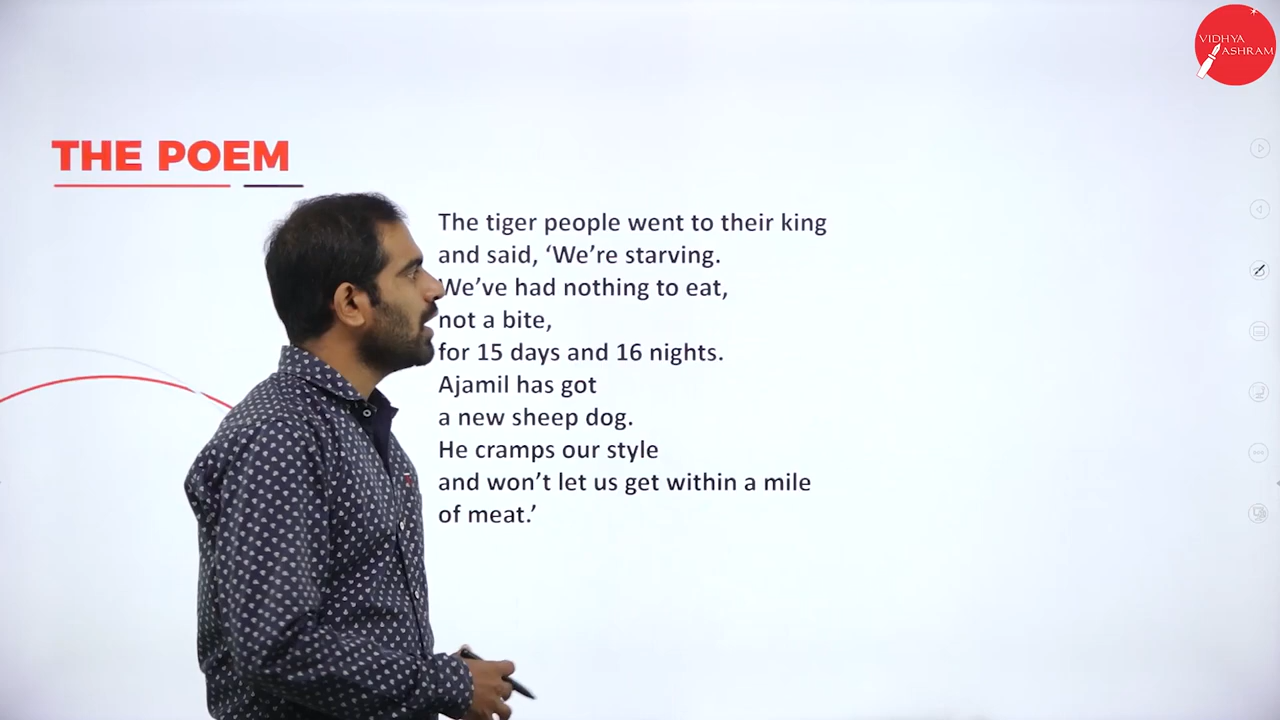 VIDHYA
ASHRAM
THE POEM
The tiger people went to their king
and said, ‘We’re starving.
We’ve had nothing to eat,
not a bite,
for 15 days and 16 nights.
Ajamil has got
a new sheep dog.
He cramps our style
and won’t let us get within a mile
of meat.’